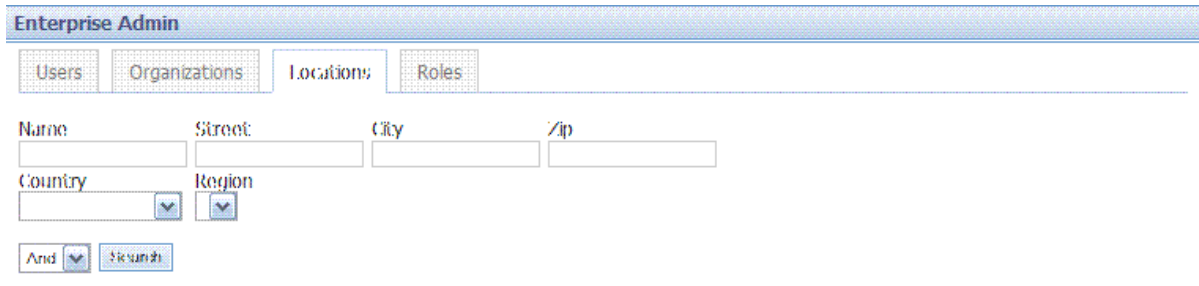 Enterprise Admin
Users Organizations Locations Roles
Name Street City Zip
Country Region
And Search